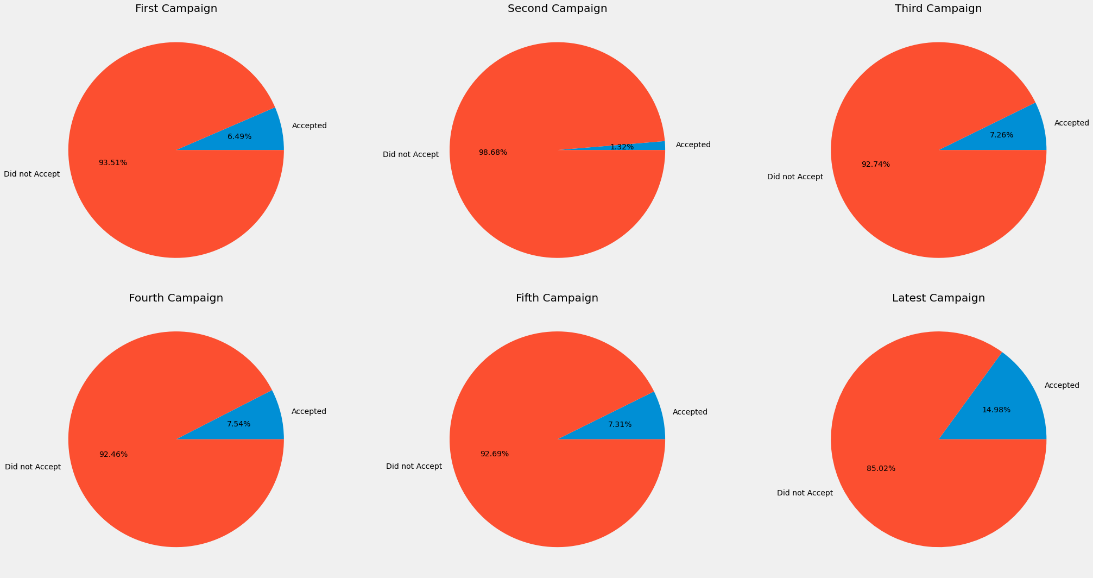 First Campaign
Accepted
6.49%
93.51%
Did not Accept
Second Campaign
Accepted
1.32%
98.68%
Did not Accept
Third Campaign
Accepted
7.26%
92.74%
Did not Accept
Fourth Campaign
Accepted
7.54%
92.46%
Did not Accept
Fifth Campaign
Accepted
7.31%
92.69%
Did not Accept
Latest Campaign
Accepted
14.98%
85.02%
Did not Accept